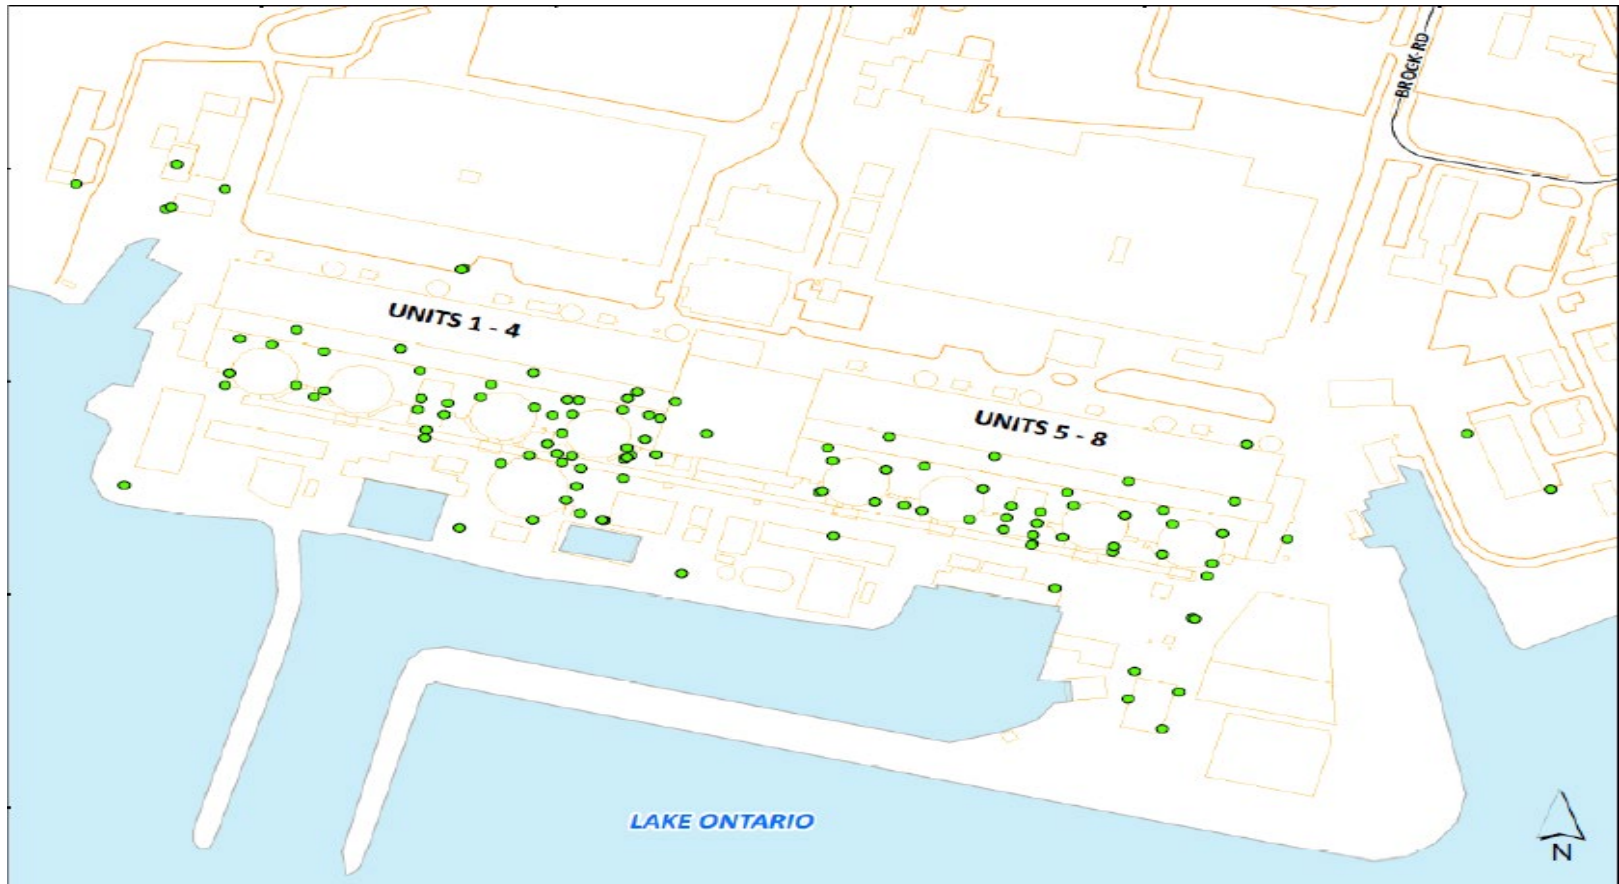 BROCK RD
UNITS 1 - 4
UNITS 5 - 8
LAKE ONTARIO
N